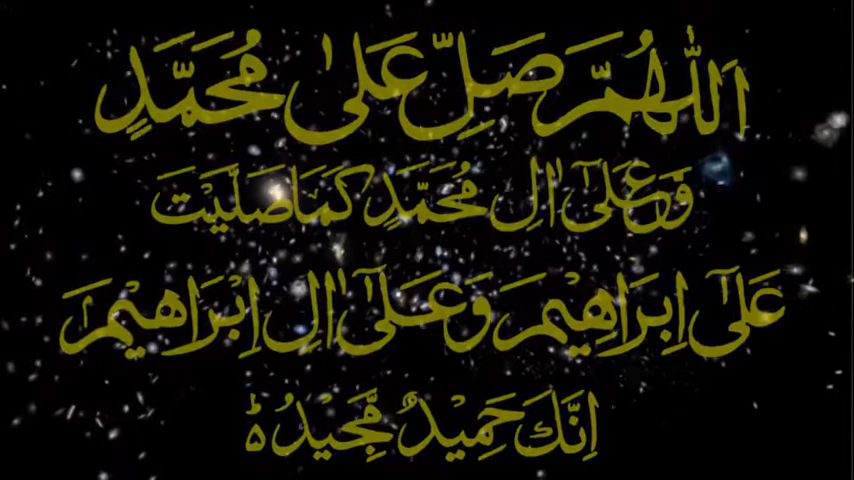 اَللّٰهُمَّ صَلِّ عَلٰى مُحَمَّدٍ
وَّعَلٰٓى اٰلِ مُحَمَّدٍ كَمَا صَلَّيْتَ
عَلٰٓى اِبْرَاهِيْمَ وَعَلٰٓى اٰلِ اِبْرَاهِيْمَ
اِنَّكَ حَمِيْدٌ مَّجِيْدٌ ؕ ه